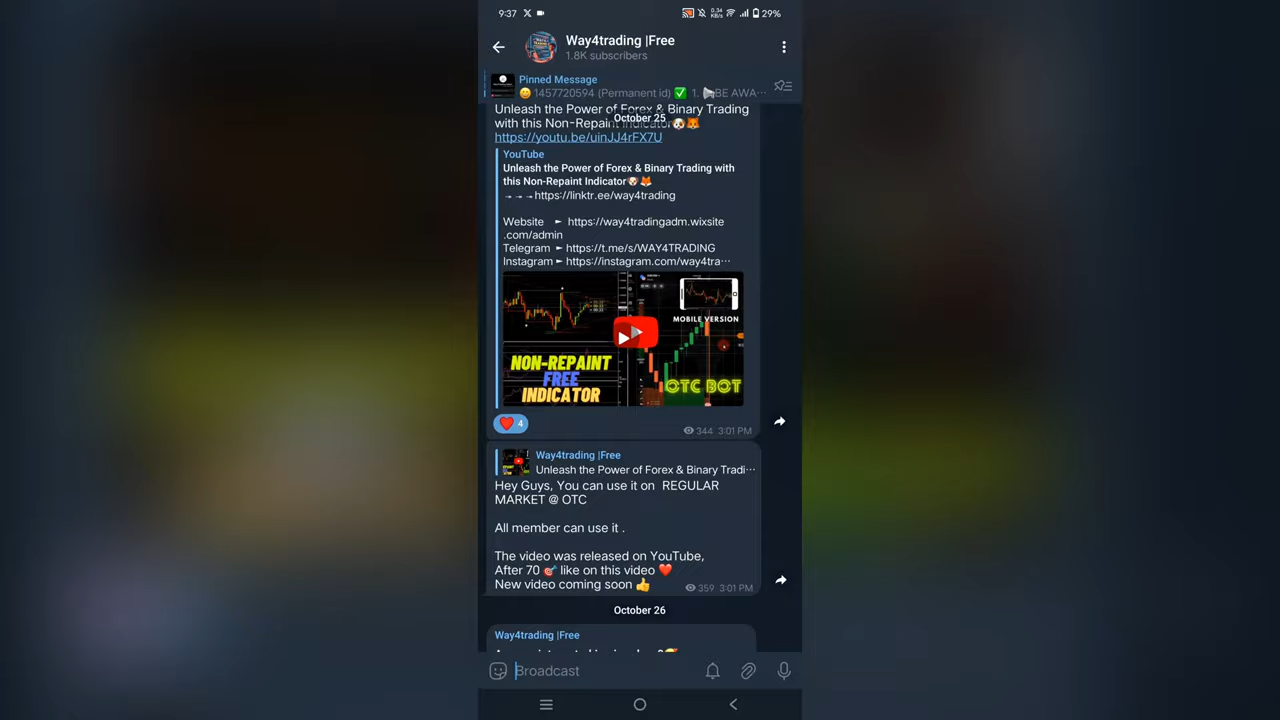 9:37
0.34
KB/s
29%
Way4trading |Free
1.8K subscribers
Pinned Message
😀 1457720594 (Permanent id) ✅ 1. 📢BE AWA···
Unleash the Power of Forex & Binary Trading
October 25
with this Non-Repaint Indicator🐶🦊
https://youtu.be/uinJJ4rFX7U
YouTube
Unleash the Power of Forex & Binary Trading with
this Non-Repaint Indicator🐶🦊
→ → →https://linktr.ee/way4trading
Website ► https://way4tradingadm.wixsite
.com/admin
Telegram ► https://t.me/s/WAY4TRADING
Instagram ► https://instagram.com/way4tra···
MOBILE VERSION
NON-REPAINT
FREE
INDICATOR
OTC BOT
❤️ 4
344 3:01 PM
Way4trading |Free
Unleash the Power of Forex & Binary Tradi···
Hey Guys, You can use it on REGULAR
MARKET @ OTC
All member can use it .
The video was released on YouTube,
After 70 🎯 like on this video ❤️
New video coming soon 👍
359 3:01 PM
October 26
Way4trading |Free
Broadcast